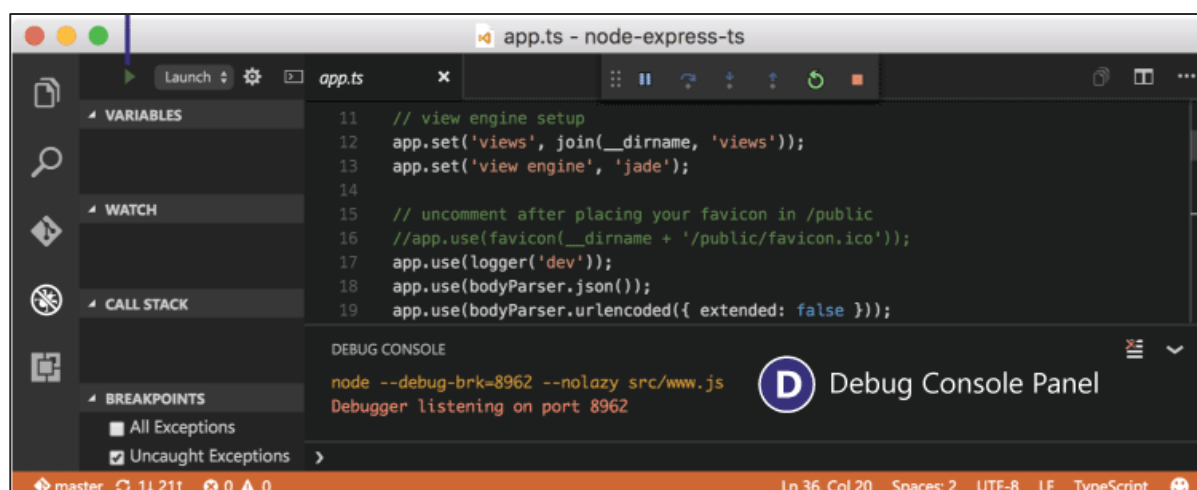 app.ts - node-express-ts
Launch
app.ts
VARIABLES
WATCH
CALL STACK
BREAKPOINTS
All Exceptions
Uncaught Exceptions
11 // view engine setup
12 app.set('views', join(__dirname, 'views'));
13 app.set('view engine', 'jade');
14
15 // uncomment after placing your favicon in /public
16 //app.use(favicon(__dirname + '/public/favicon.ico'));
17 app.use(logger('dev'));
18 app.use(bodyParser.json());
19 app.use(bodyParser.urlencoded({ extended: false }));
DEBUG CONSOLE
node --debug-brk=8962 --nolazy src/www.js
Debugger listening on port 8962
D Debug Console Panel
master 1↓ 21↑ 0 0 Ln 36, Col 20 Spaces: 2 UTF-8 LF TypeScript